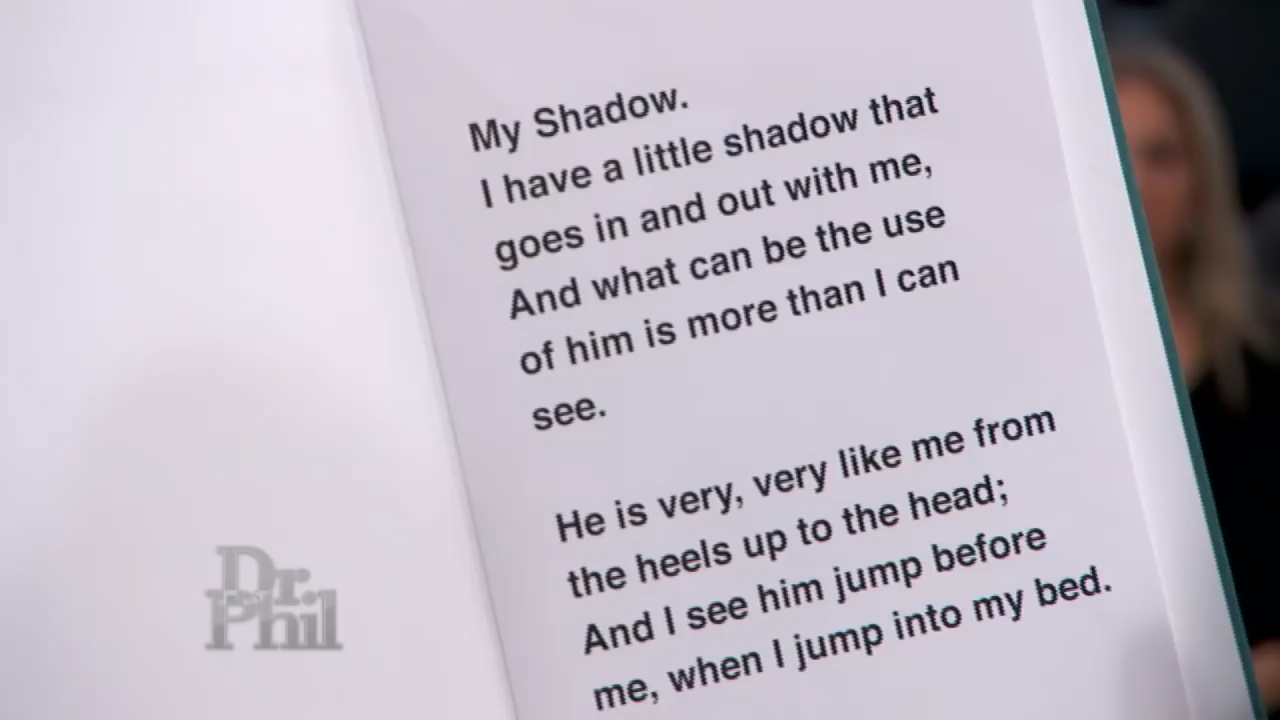 My Shadow.
I have a little shadow that
goes in and out with me,
And what can be the use
of him is more than I can
see.
He is very, very like me from
the heels up to the head;
And I see him jump before
me, when I jump into my bed.
Dr.
Phil